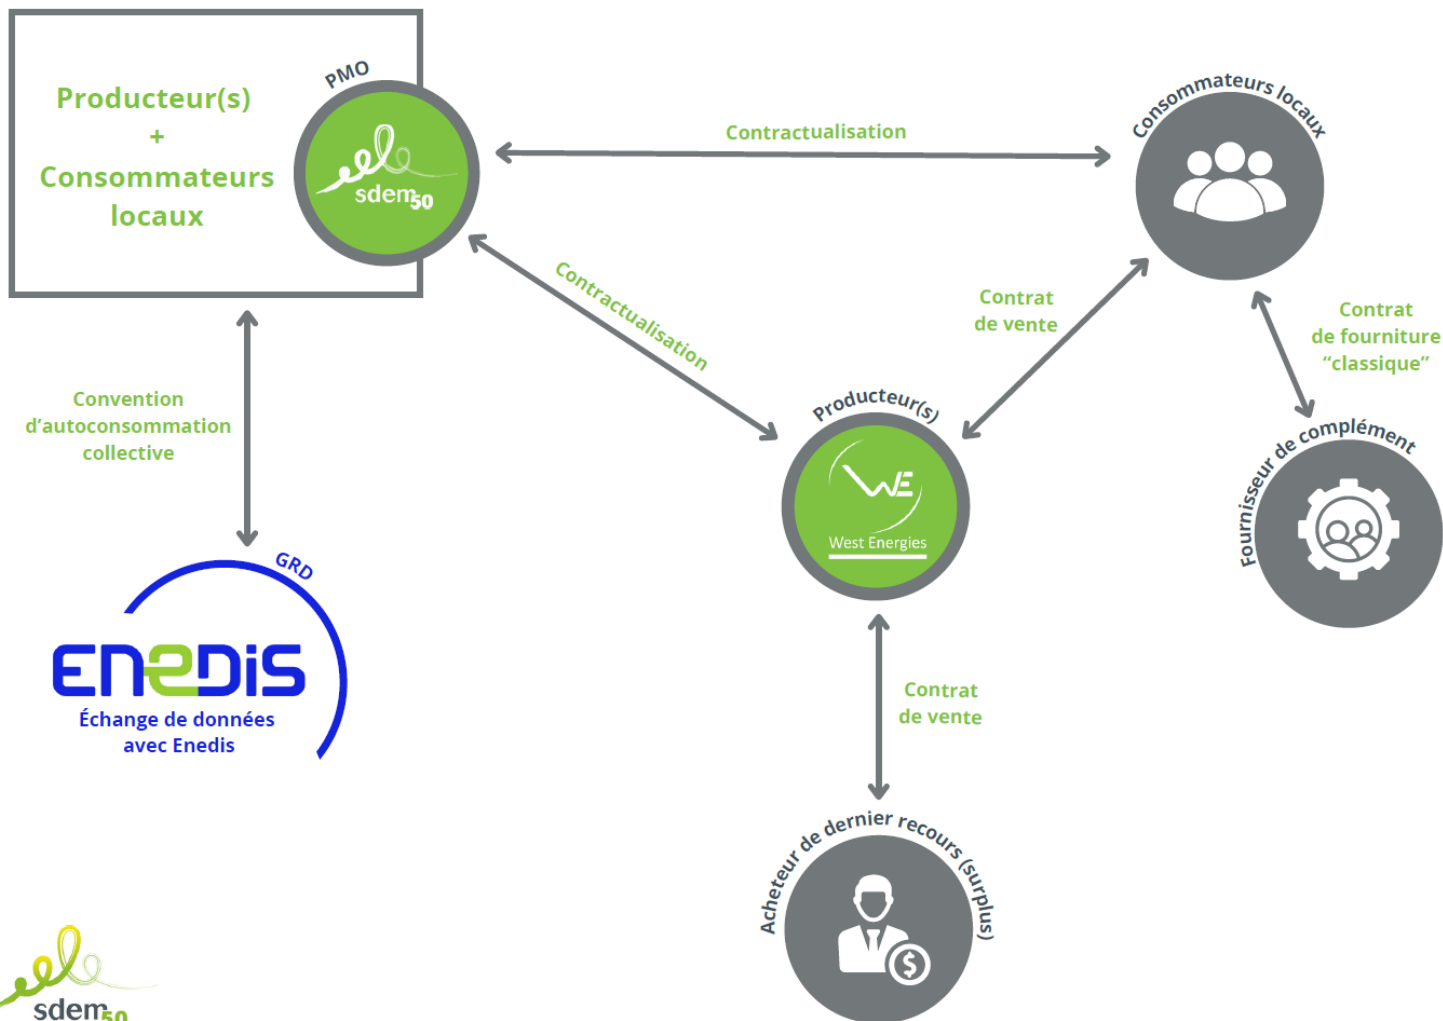 Producteur(s)
+
Consommateurs
locaux
PMO
sdem50
Contractualisation
Consommateurs locaux
Contractualisation
Contrat
de vente
Contrat
de fourniture
“classique”
Convention
d’autoconsommation
collective
Producteur(s)
WE
West Energies
Fournisseur de complément
GRD
ENEDIS
Échange de données
avec Enedis
Contrat
de vente
Acheteur de dernier recours (surplus)
$
sdem50